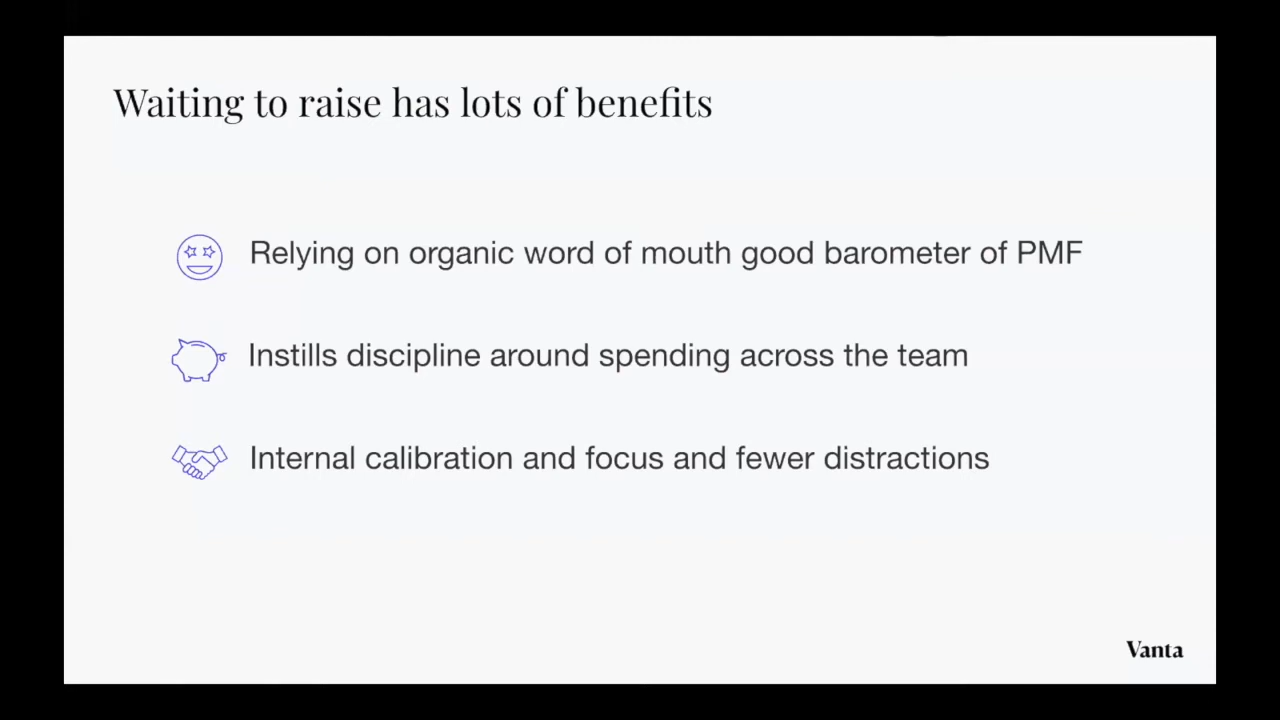 Waiting to raise has lots of benefits
Relying on organic word of mouth good barometer of PMF
Instills discipline around spending across the team
Internal calibration and focus and fewer distractions
Vanta